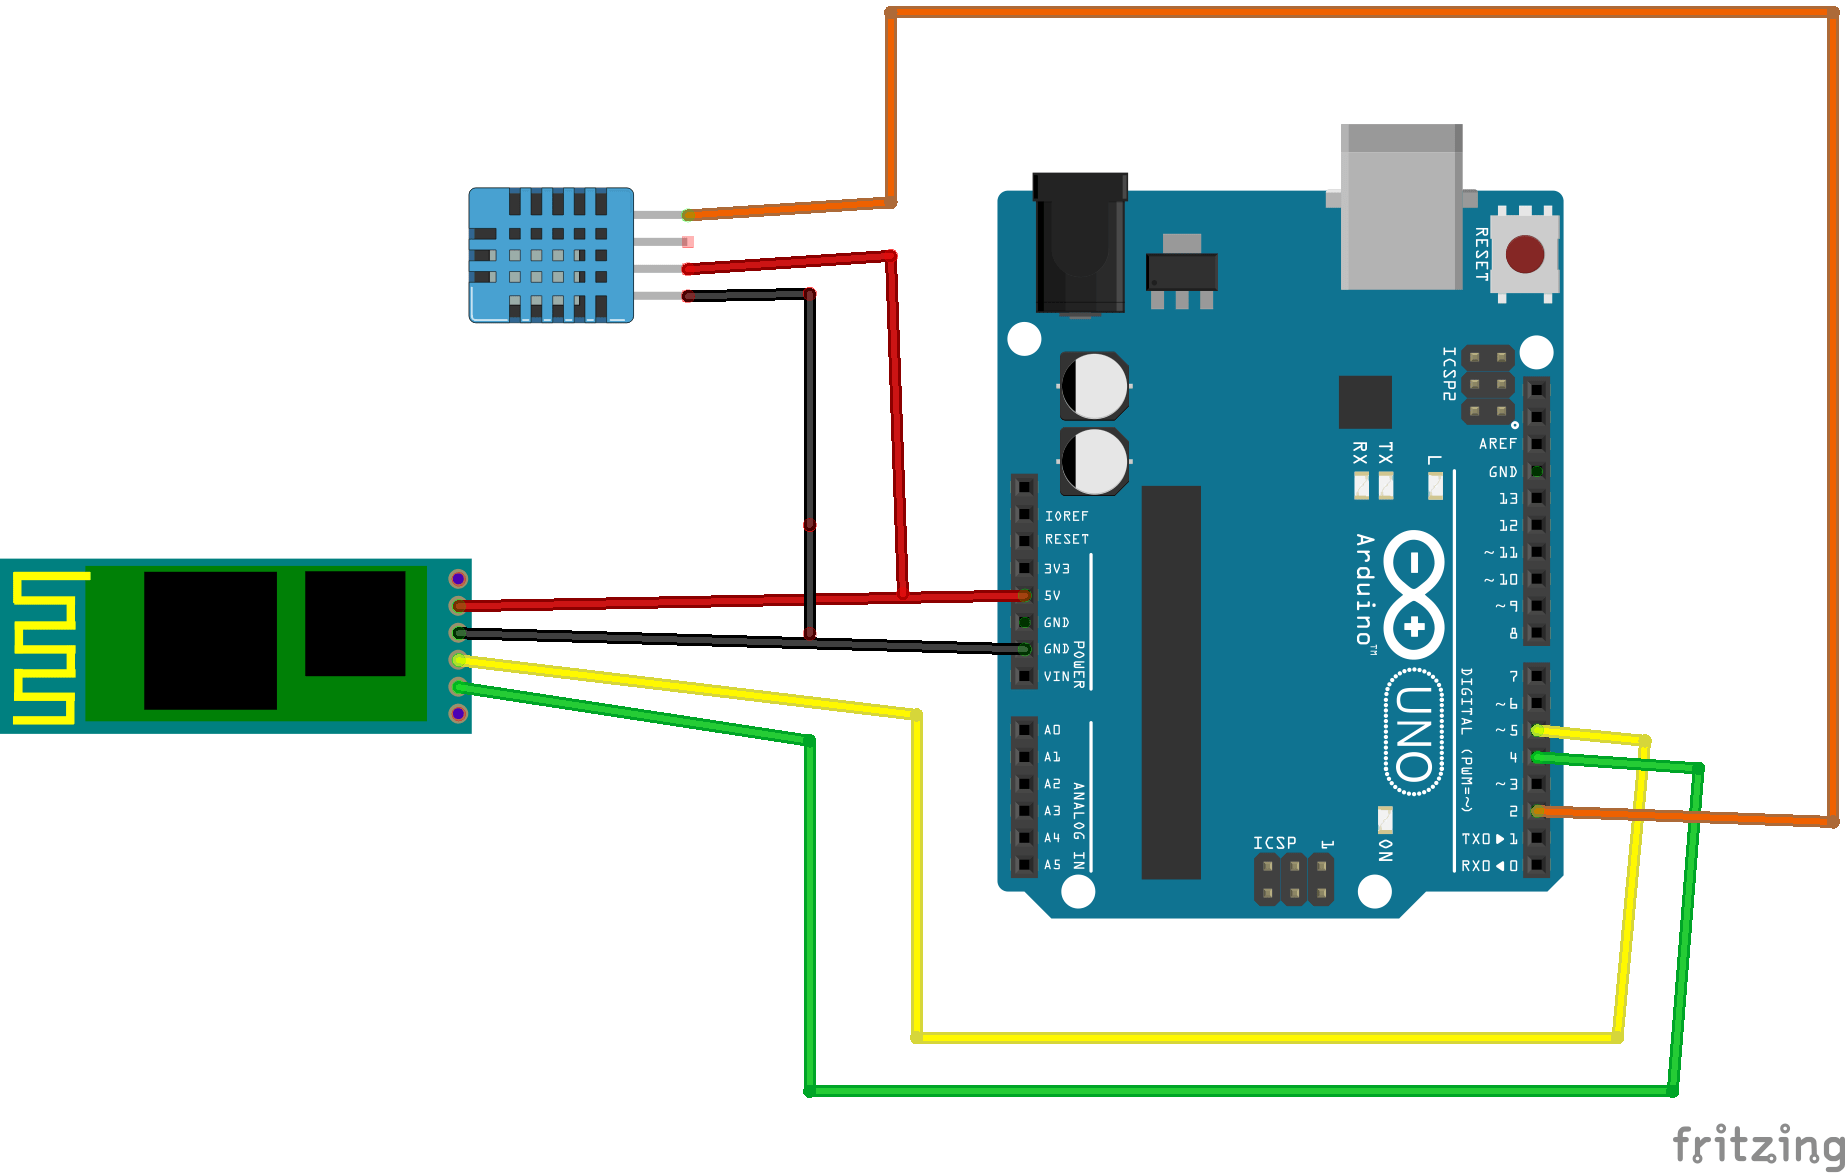 RESET
ICSP2
AREF
GND
13
12
~11
~10
~9
8
RX
TX
L
IOREF
RESET
3V3
5V
GND
GND
VIN
POWER
Arduino™
UNO
7
~6
~5
4
~3
2
TX0▶1
RX0◀0
DIGITAL (PWM=~)
A0
A1
A2
A3
A4
A5
ANALOG IN
ICSP
1
ON
fritzing